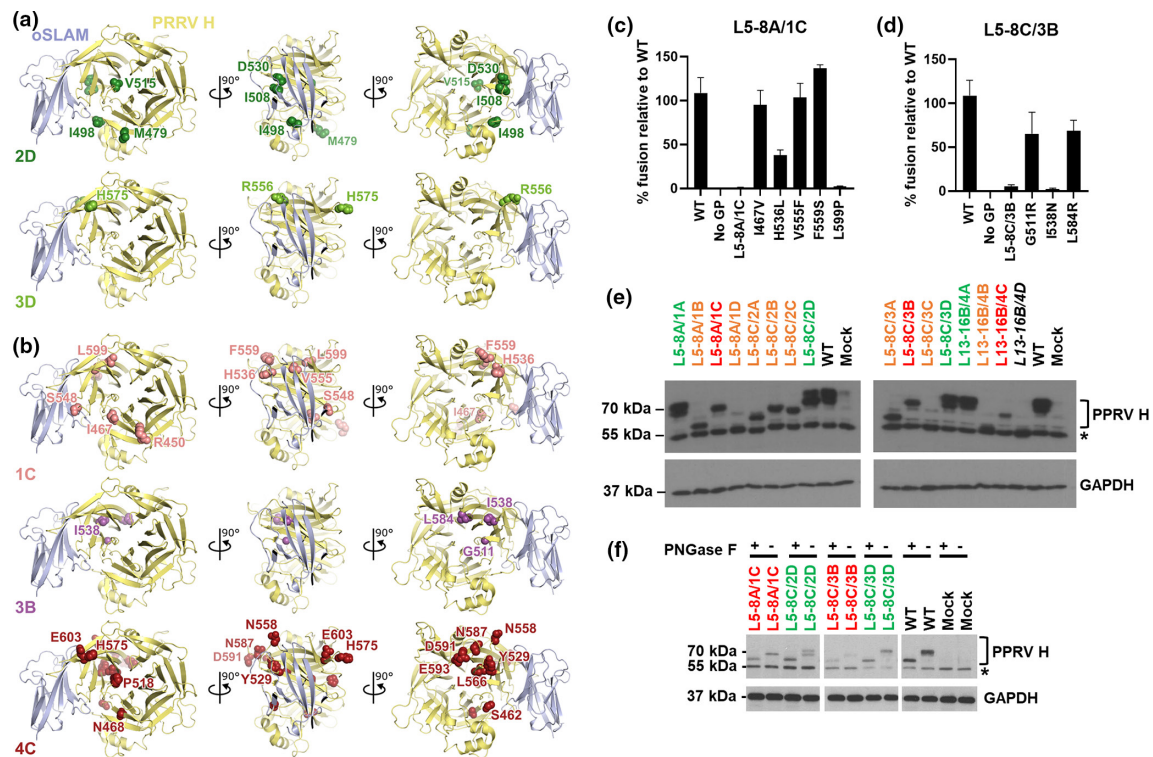 (a)
oSLAM
PRRV H
V515
I498
M479
2D
90°
D530
I508
I498
M479
90°
V515
D530
I508
I498
H575
3D
90°
R556
H575
90°
R556
(b)
L599
S548
I467
R450
1C
90°
F559
H536
L599
V555
S548
90°
F559
H536
I467
I538
3B
90°
90°
L584
I538
G511
E603
H575
P518
N468
4C
90°
N558
N587
D591
Y529
E603
H575
90°
N587
N558
D591
E593
Y529
L566
S462
(c)
L5-8A/1C
% fusion relative to WT
150
100
50
0
WT
No GP
L5-8A/1C
I467V
H536L
V555F
F559S
L599P
(d)
L5-8C/3B
% fusion relative to WT
150
100
50
0
WT
No GP
L5-8C/3B
G511R
I538N
L584R
(e)
L5-8A/1A
L5-8A/1B
L5-8A/1C
L5-8A/1D
L5-8C/2A
L5-8C/2B
L5-8C/2C
L5-8C/2D
WT
Mock
L5-8C/3A
L5-8C/3B
L5-8C/3C
L5-8C/3D
L13-16B/4A
L13-16B/4B
L13-16B/4C
L13-16B/4D
WT
Mock
70 kDa
55 kDa
PPRV H
*
37 kDa
GAPDH
(f)
PNGase F
+ - + - + - + - + - + -
L5-8A/1C
L5-8A/1C
L5-8C/2D
L5-8C/2D
L5-8C/3B
L5-8C/3B
L5-8C/3D
L5-8C/3D
WT
WT
Mock
Mock
70 kDa
55 kDa
PPRV H
*
37 kDa
GAPDH